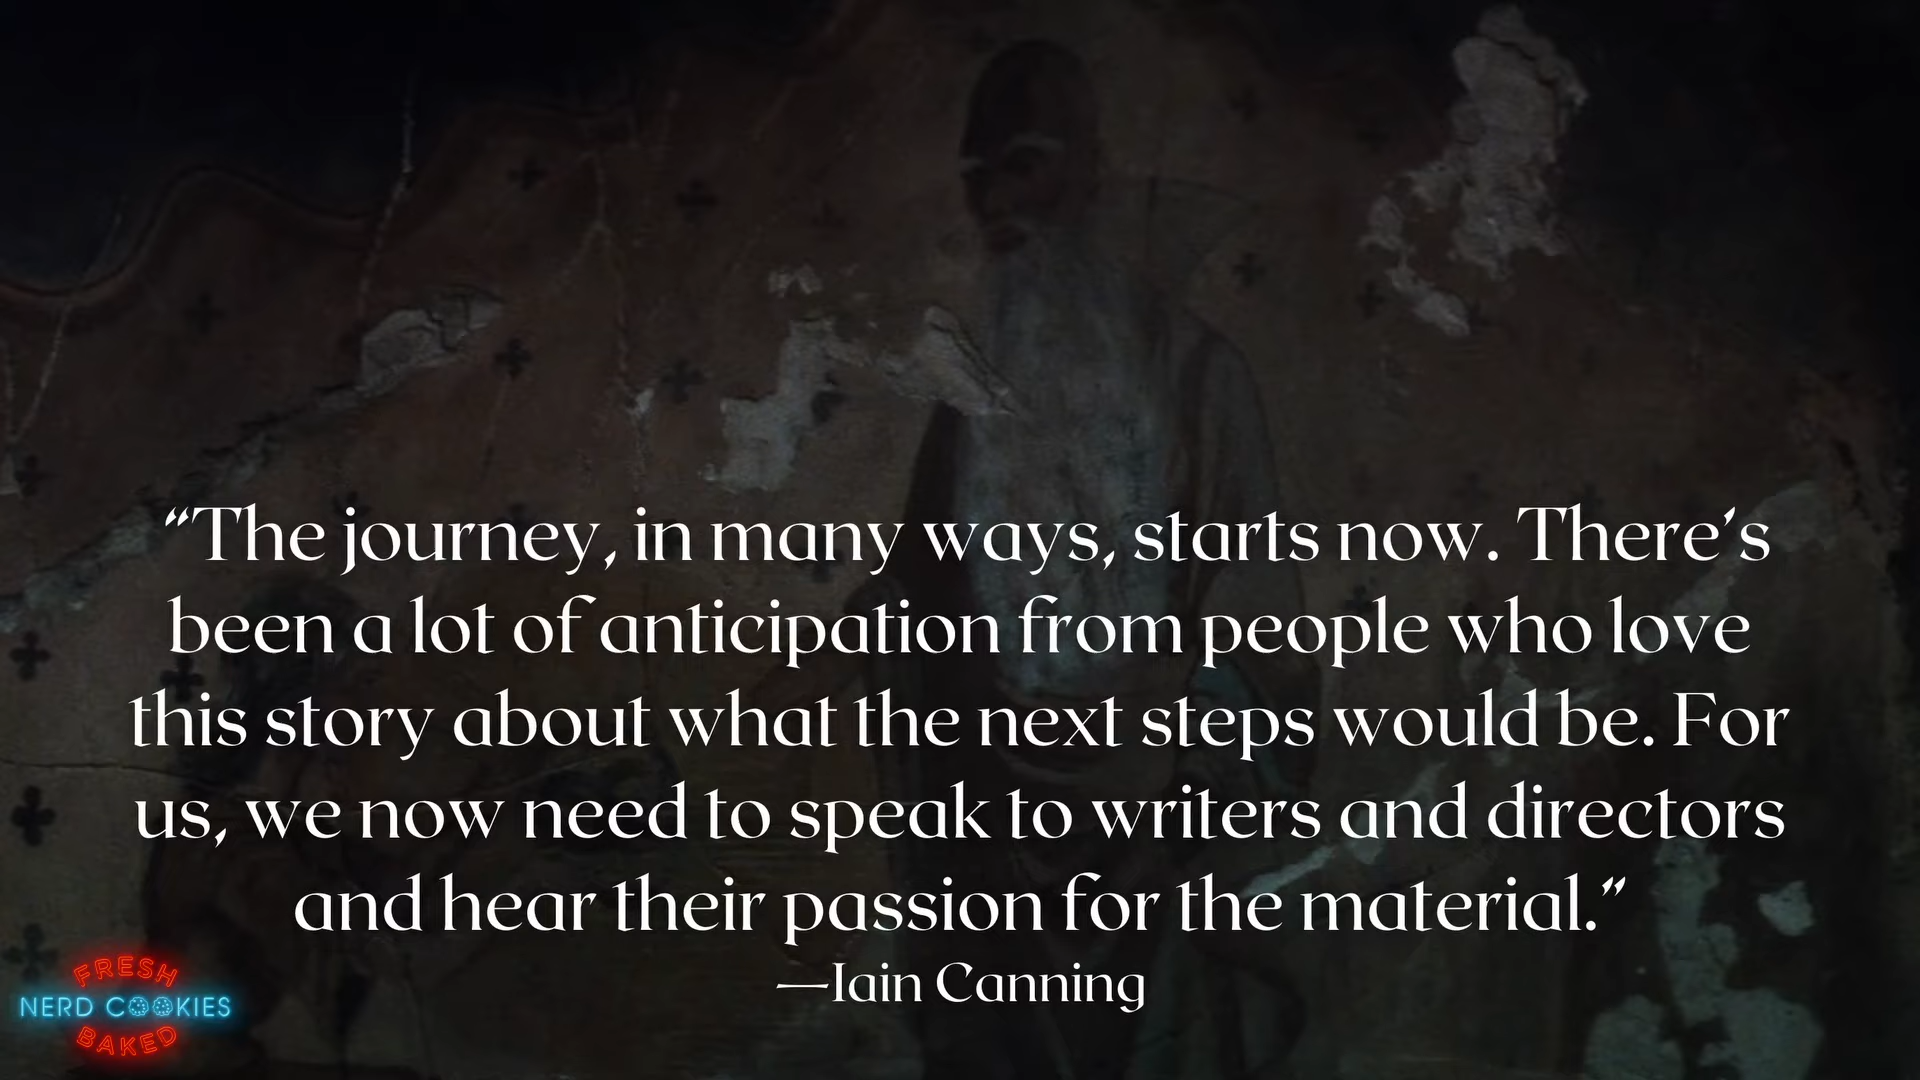 “The journey, in many ways, starts now. There’s
been a lot of anticipation from people who love
this story about what the next steps would be. For
us, we now need to speak to writers and directors
and hear their passion for the material.”
—Iain Canning
FRESH
NERD COOKIES
BAKED